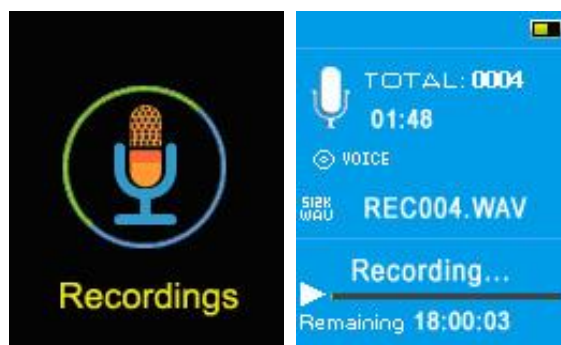 Recordings
TOTAL: 0004
01:48
VOICE
512K
WAV
REC004.WAV
Recording...
Remaining 18:00:03